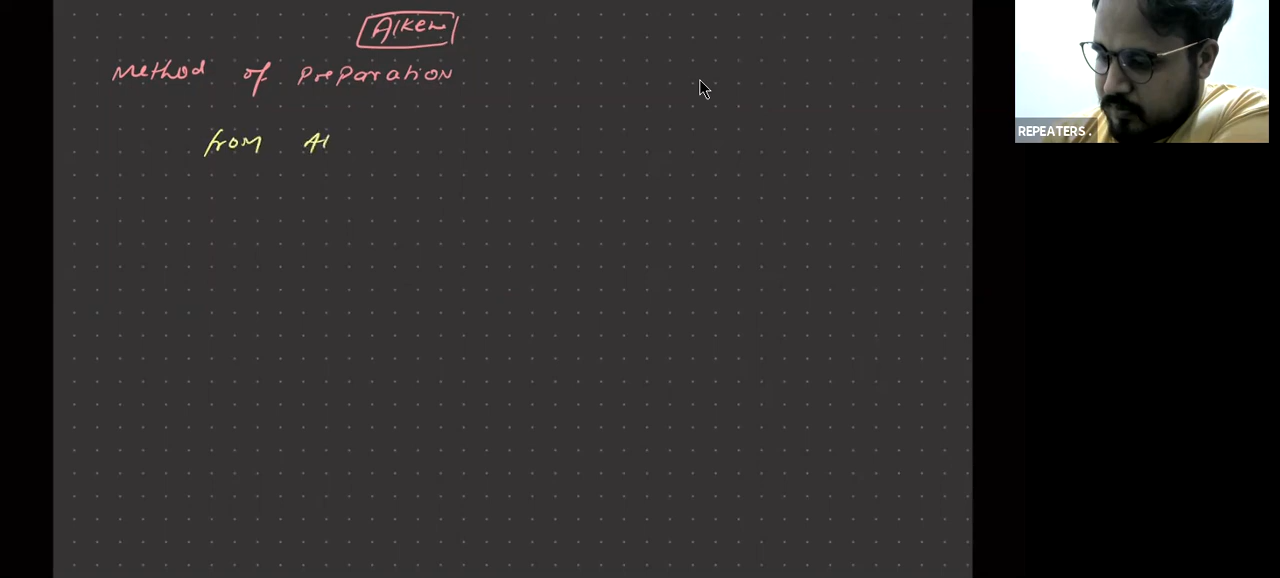 Alken
Method of preparation
from Al
REPEATERS .